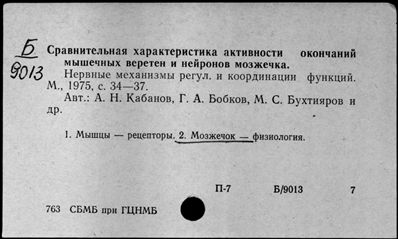 Б
9013
Сравнительная характеристика активности окончаний
мышечных веретен и нейронов мозжечка.
Нервные механизмы регул. и координации функций.
М., 1975, с. 34—37.
Авт.: А. Н. Кабанов, Г. А. Бобков, М. С. Бухтияров и
др.
1. Мышцы — рецепторы. 2. Мозжечок — физиология.
П-7 Б/9013 7
763 СБМБ при ГЦНМБ